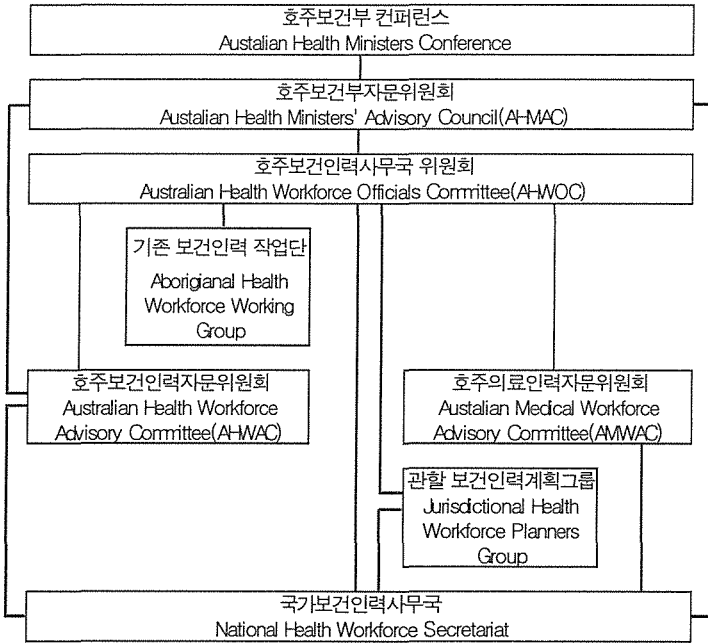 호주보건부 컨퍼런스
Austalian Health Ministers Conference
호주보건부자문위원회
Austalian Health Ministers' Advisory Council(AHMAC)
호주보건인력사무국 위원회
Australian Health Workforce Officials Committee(AHWOC)
기존 보건인력 작업단
Aborigianal Health
Workforce Working
Group
호주보건인력자문위원회
Australian Health Workforce
Advisory Committee(AHWAC)
호주의료인력자문위원회
Austalian Medical Workforce
Advisory Committee(AMWAC)
관할 보건인력계획그룹
Jurisdictional Health
Workforce Planners
Group
국가보건인력사무국
National Health Workforce Secretariat